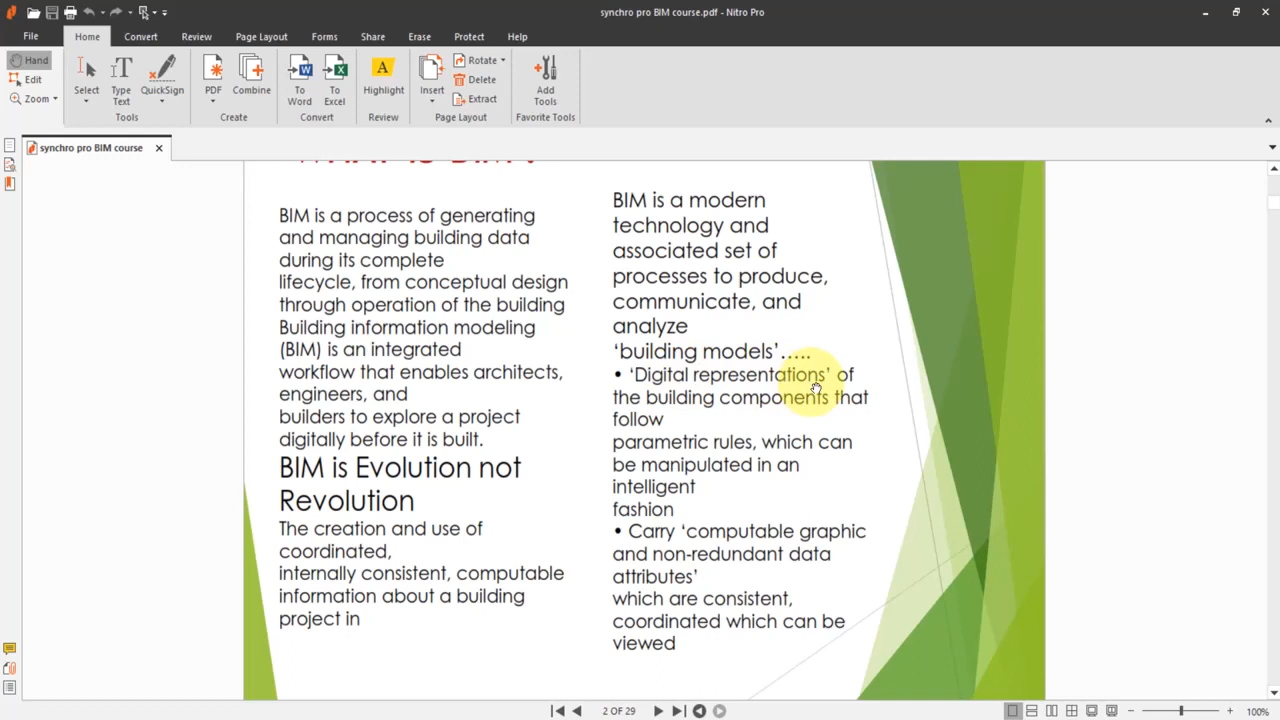 synchro pro BIM course.pdf - Nitro Pro
File
Home
Convert
Review
Page Layout
Forms
Share
Erase
Protect
Help
Hand
Edit
Zoom
Select
Type
Text
QuickSign
Tools
PDF
Combine
Create
To
Word
To
Excel
Convert
Highlight
Review
Insert
Rotate
Delete
Extract
Page Layout
Add
Tools
Favorite Tools
synchro pro BIM course
WHAT IS BIM ?
BIM is a process of generating
and managing building data
during its complete
lifecycle, from conceptual design
through operation of the building
Building information modeling
(BIM) is an integrated
workflow that enables architects,
engineers, and
builders to explore a project
digitally before it is built.
BIM is Evolution not
Revolution
The creation and use of
coordinated,
internally consistent, computable
information about a building
project in
BIM is a modern
technology and
associated set of
processes to produce,
communicate, and
analyze
‘building models’…..
• ‘Digital representations’ of
the building components that
follow
parametric rules, which can
be manipulated in an
intelligent
fashion
• Carry ‘computable graphic
and non-redundant data
attributes’
which are consistent,
coordinated which can be
viewed
2 OF 29
100%